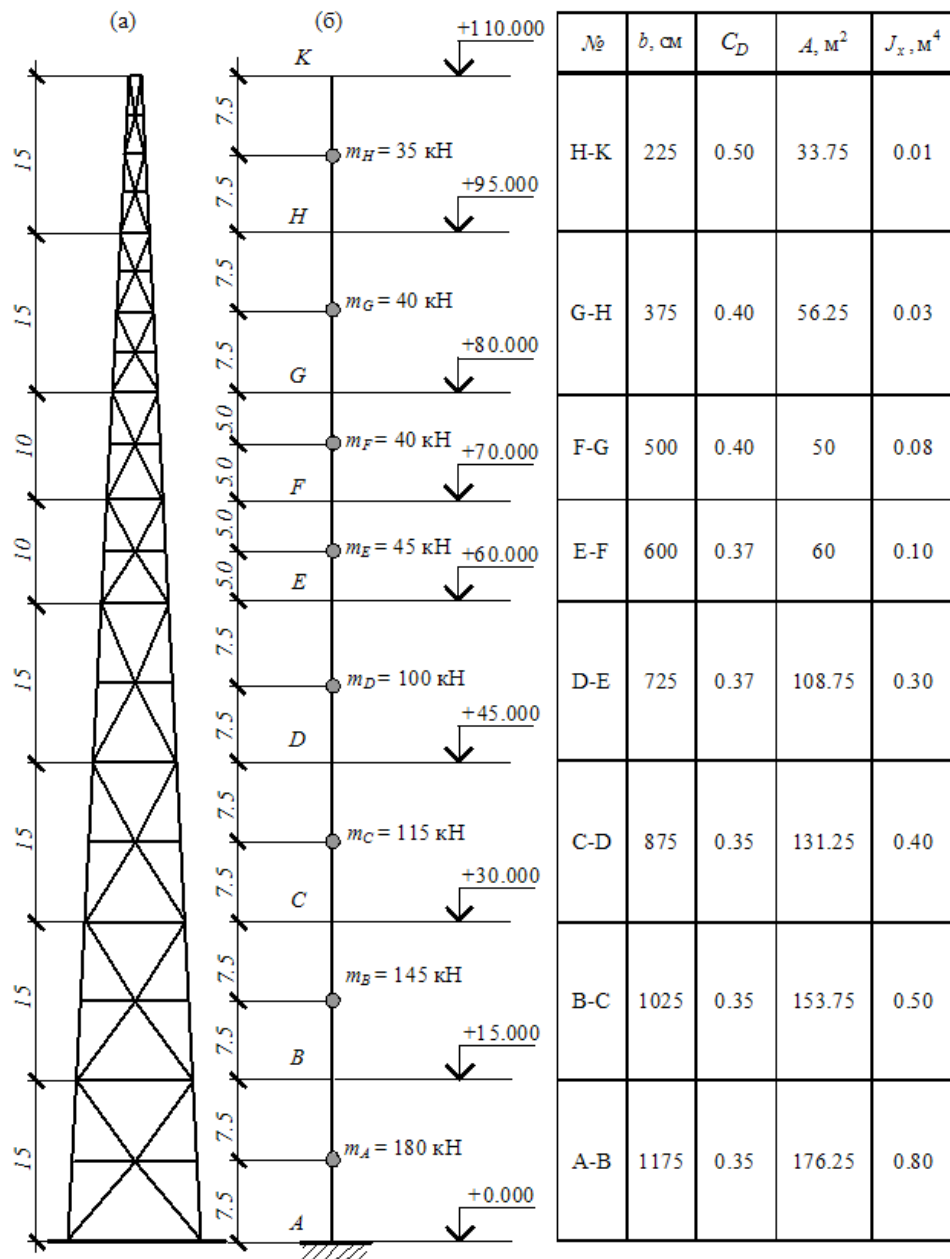 (а)
(б)
+110.000
№ b, см C_D A, м² J_x, м⁴
K
7.5
15
m_H = 35 кН
H-K 225 0.50 33.75 0.01
7.5
+95.000
H
7.5
15
m_G = 40 кН
G-H 375 0.40 56.25 0.03
7.5
+80.000
G
5.0
10
m_F = 40 кН
F-G 500 0.40 50 0.08
5.0
+70.000
F
5.0
10
m_E = 45 кН
E-F 600 0.37 60 0.10
5.0
+60.000
E
7.5
15
m_D = 100 кН
D-E 725 0.37 108.75 0.30
7.5
+45.000
D
7.5
15
m_C = 115 кН
C-D 875 0.35 131.25 0.40
7.5
+30.000
C
7.5
15
m_B = 145 кН
B-C 1025 0.35 153.75 0.50
7.5
+15.000
B
7.5
15
m_A = 180 кН
A-B 1175 0.35 176.25 0.80
7.5
+0.000
A